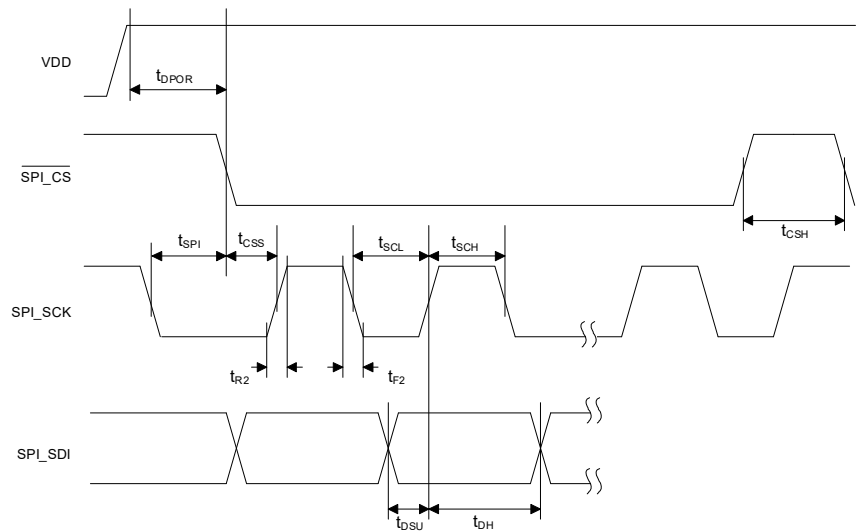 VDD
tDPOR
SPI_CS
tSPI
tCSS
tSCL
tSCH
tCSH
SPI_SCK
tR2
tF2
SPI_SDI
tDSU
tDH